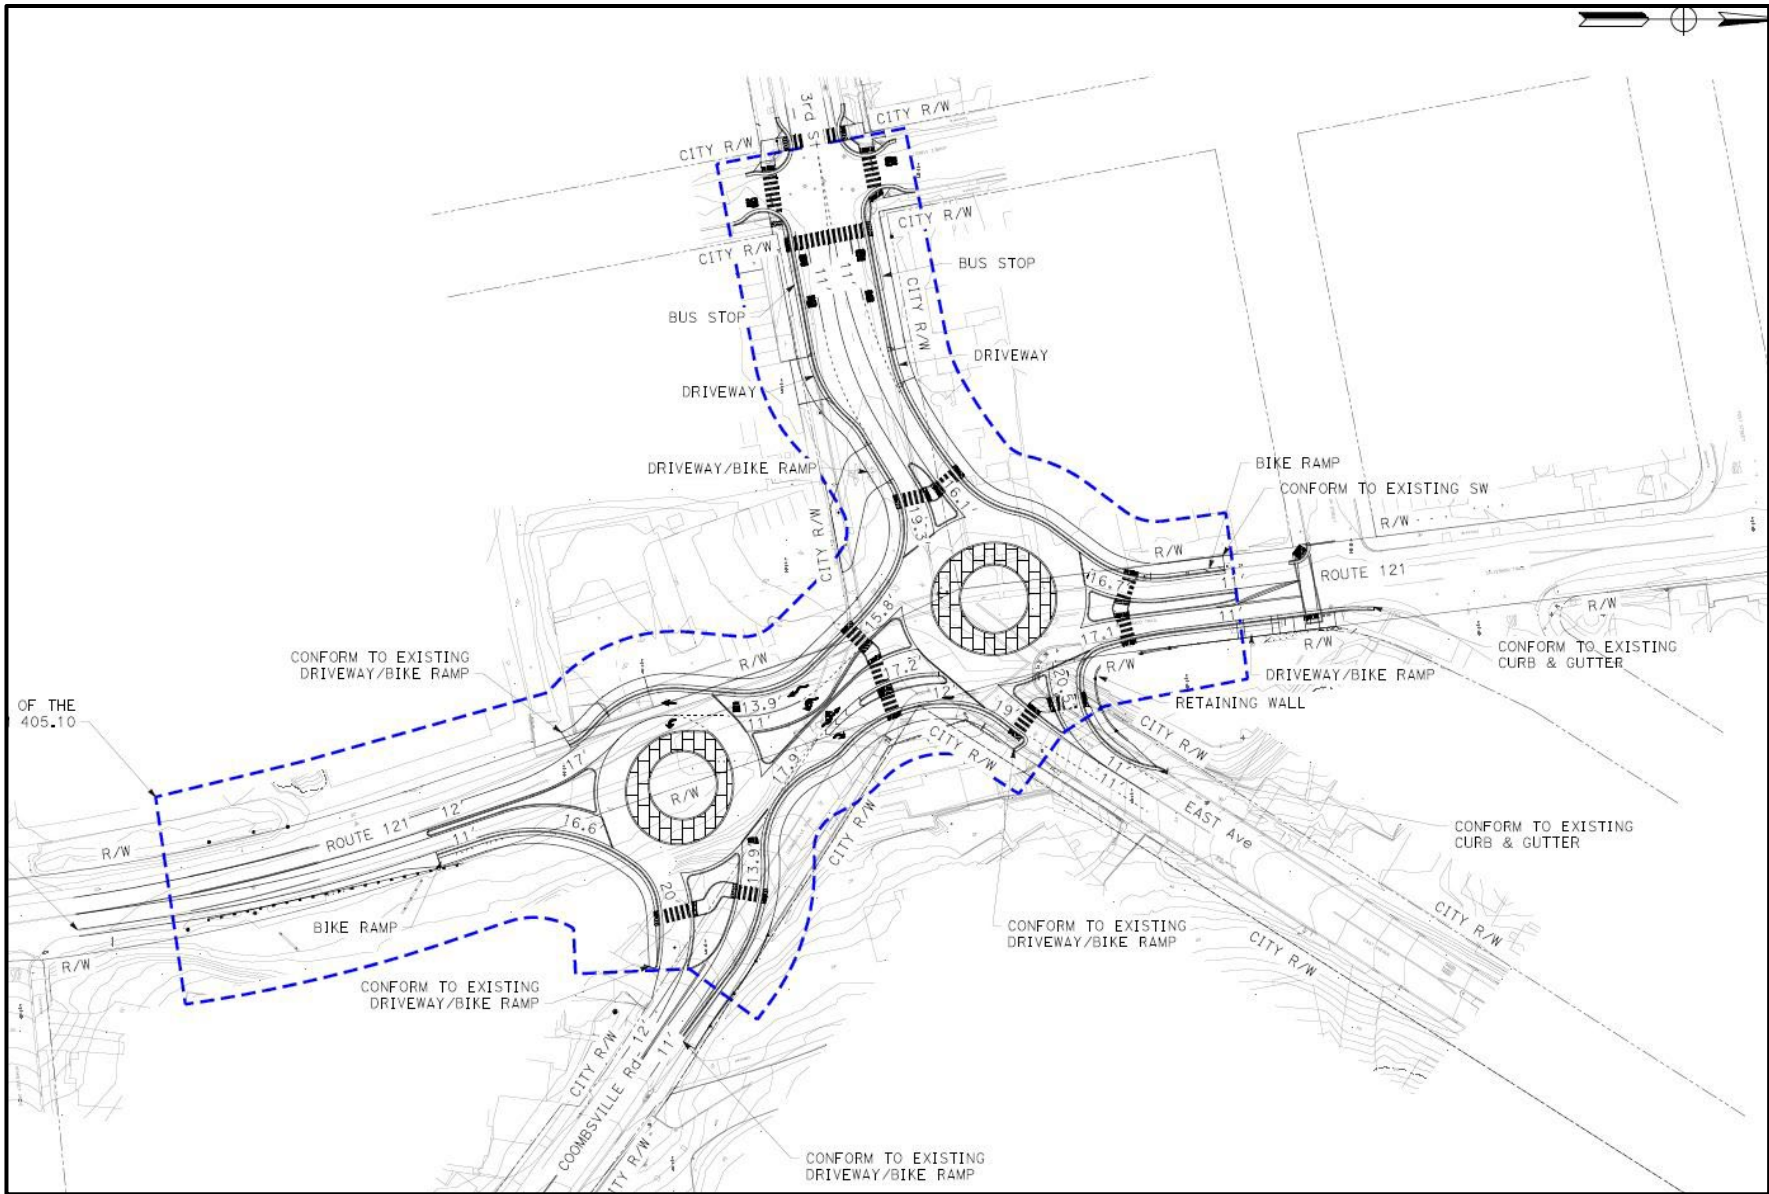 3rd St
CITY R/W
CITY R/W
CITY R/W
CITY R/W
BUS STOP
11'
11'
CITY R/W
BUS STOP
DRIVEWAY
DRIVEWAY
DRIVEWAY/BIKE RAMP
BIKE RAMP
CONFORM TO EXISTING SW
R/W
16.1'
19.3'
CITY R/W
R/W
ROUTE 121
16.7'
11'
11'
17.1'
R/W
R/W
R/W
CONFORM TO EXISTING
CURB & GUTTER
DRIVEWAY/BIKE RAMP
RETAINING WALL
15.8'
17.2'
12'
20.5'
19'
CONFORM TO EXISTING
DRIVEWAY/BIKE RAMP
R/W
13.9'
11'
17.9'
CITY R/W
CITY R/W
11'
11'
EAST Ave
OF THE
405.10
17'
R/W
12'
ROUTE 121
11'
16.6'
R/W
CITY R/W
CONFORM TO EXISTING
CURB & GUTTER
13.9'
20'
BIKE RAMP
R/W
CONFORM TO EXISTING
DRIVEWAY/BIKE RAMP
CONFORM TO EXISTING
DRIVEWAY/BIKE RAMP
CITY R/W
CITY R/W
CITY R/W
COOMBSVILLE Rd
12'
11'
CONFORM TO EXISTING
DRIVEWAY/BIKE RAMP